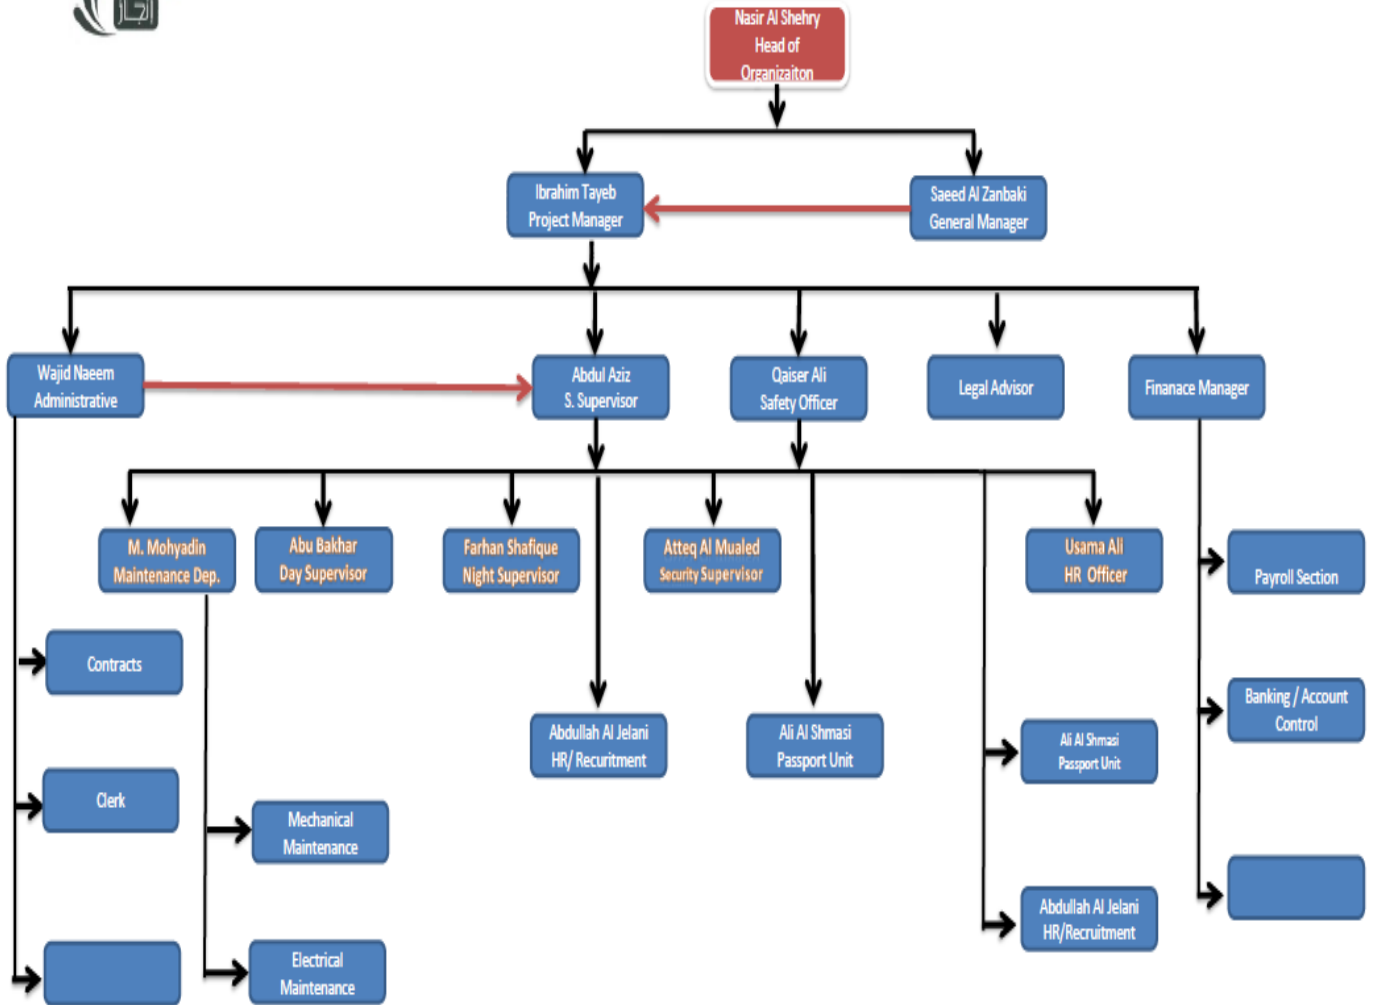 انجاز
Nasir Al Shehry
Head of
Organizaiton
Ibrahim Tayeb
Project Manager
Saeed Al Zanbaki
General Manager
Wajid Naeem
Administrative
Abdul Aziz
S. Supervisor
Qaiser Ali
Safety Officer
Legal Advisor
Finanace Manager
M. Mohyadin
Maintenance Dep.
Abu Bakhar
Day Supervisor
Farhan Shafique
Night Supervisor
Atteq Al Mualed
Security Supervisor
Usama Ali
HR Officer
Payroll Section
Contracts
Banking / Account
Control
Abdullah Al Jelani
HR/ Recuritment
Ali Al Shmasi
Passport Unit
Ali Al Shmasi
Passport Unit
Clerk
Mechanical
Maintenance
Abdullah Al Jelani
HR/Recruitment
Electrical
Maintenance